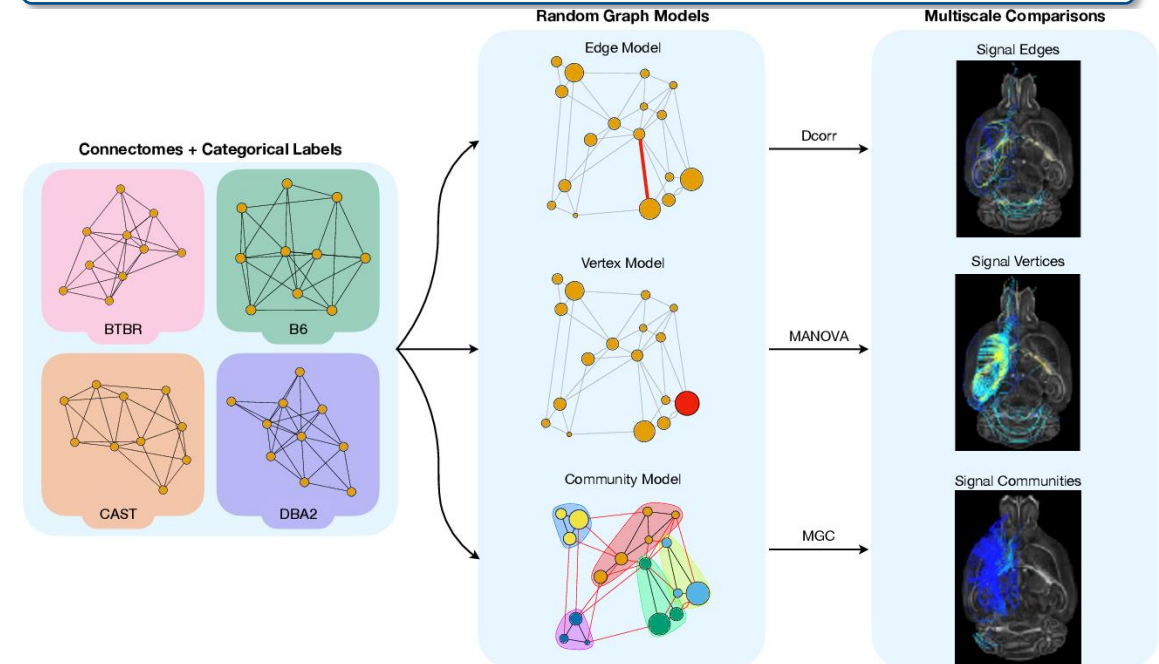 Random Graph Models
Multiscale Comparisons
Edge Model
Signal Edges
Dcorr
Connectomes + Categorical Labels
BTBR
B6
Vertex Model
Signal Vertices
MANOVA
CAST
DBA2
Community Model
Signal Communities
MGC